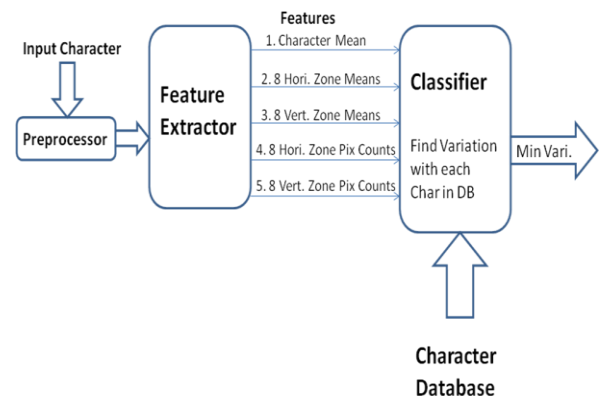 Features
Input Character
1. Character Mean
2. 8 Hori. Zone Means
Feature
Extractor
Classifier
3. 8 Vert. Zone Means
Preprocessor
4. 8 Hori. Zone Pix Counts
Find Variation
with each
Char in DB
Min Vari.
5. 8 Vert. Zone Pix Counts
Character
Database